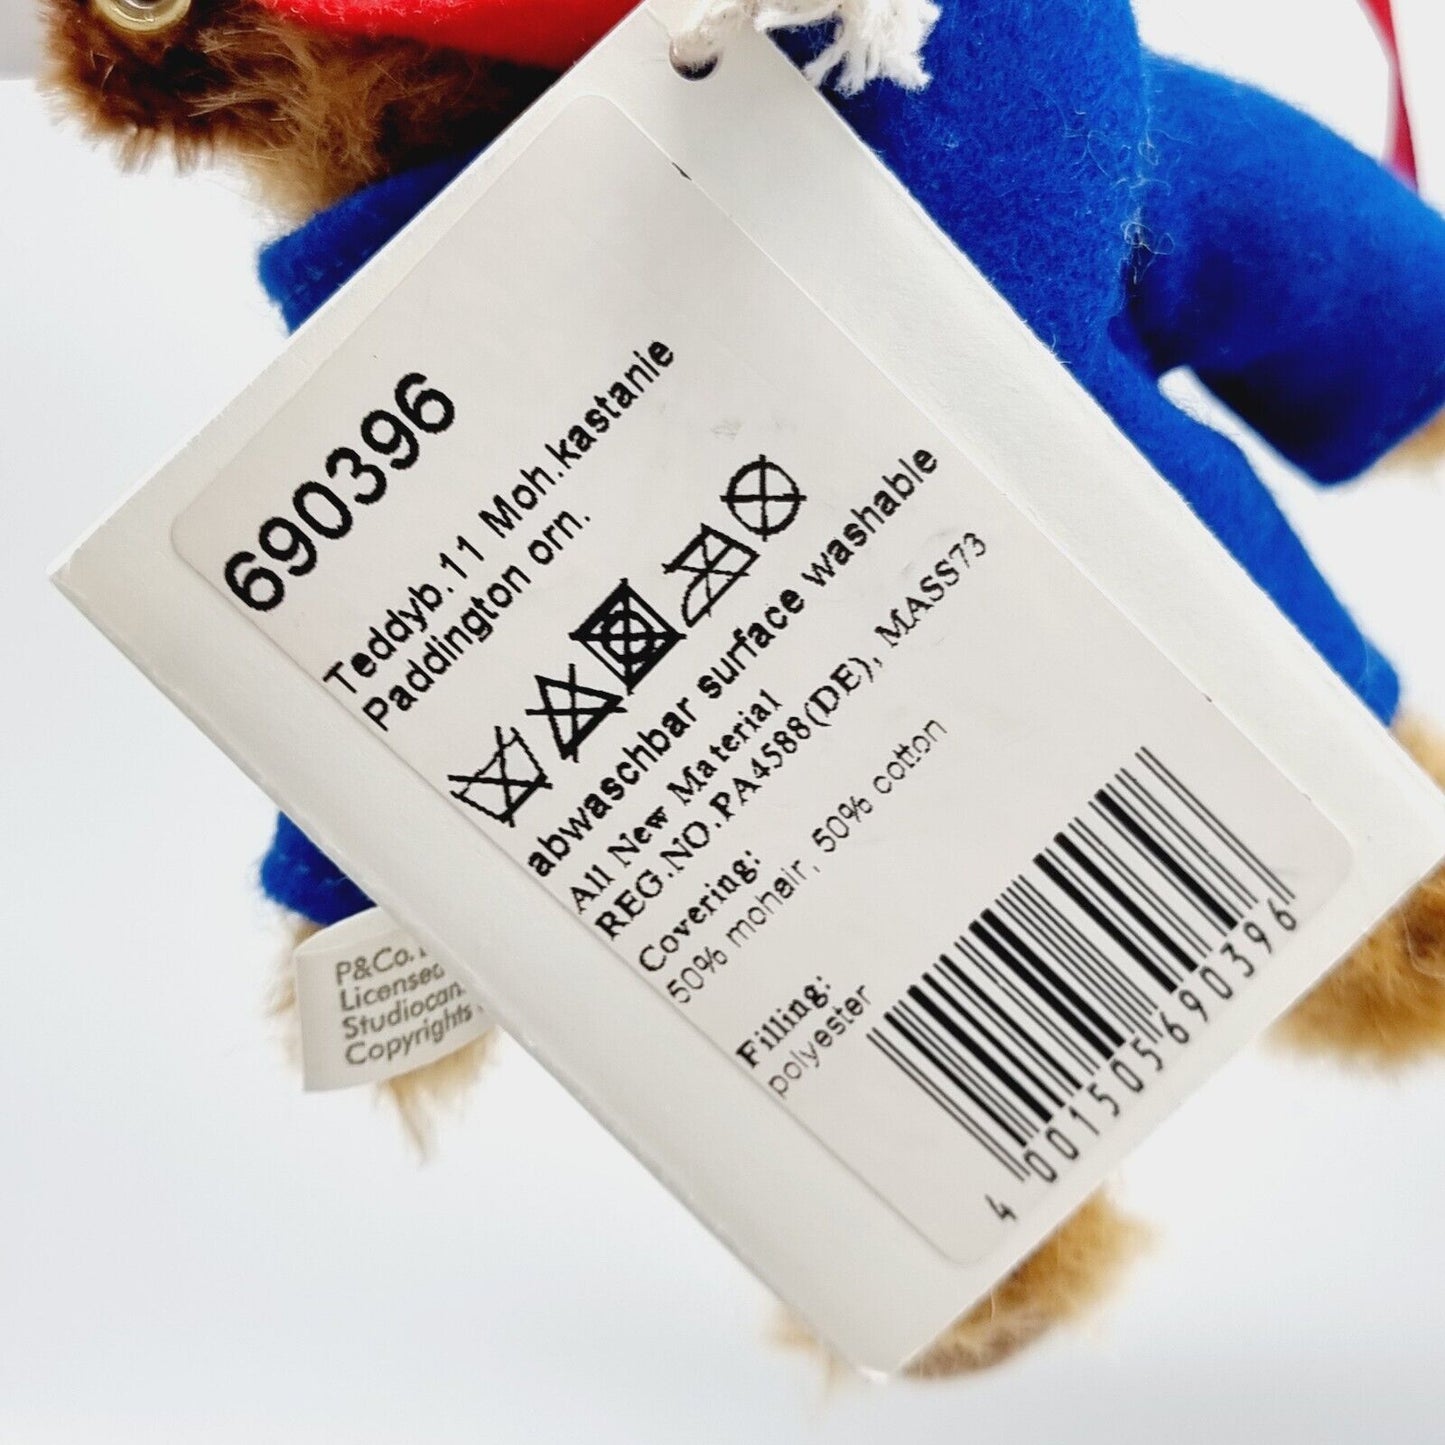 690396
Teddyb.11 Moh.kastanie
Paddington orn.
abwaschbar surface washable
All New Material
REG.NO.PA4588(DE), MASS73
Covering:
50% mohair, 50% cotton
Filling:
polyester
4 001505 690396
P&Co.
Licensed
Studiocan
Copyrights